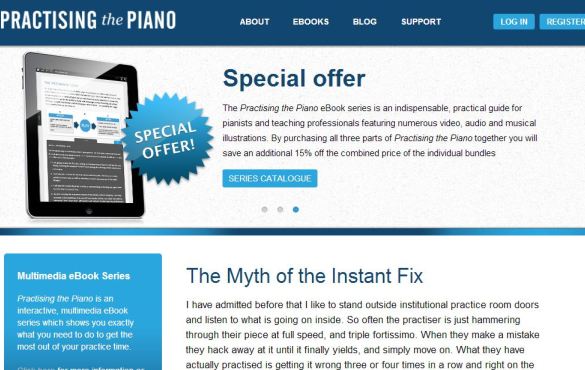 PRACTISING the PIANO
ABOUT
EBOOKS
BLOG
SUPPORT
LOG IN
REGISTER
SPECIAL
OFFER!
Special offer
The Practising the Piano eBook series is an indispensable, practical guide for
pianists and teaching professionals featuring numerous video, audio and musical
illustrations. By purchasing all three parts of Practising the Piano together you will
save an additional 15% off the combined price of the individual bundles
SERIES CATALOGUE
Multimedia eBook Series
Practising the Piano is an
interactive, multimedia eBook
series which shows you exactly
what you need to do to get the
most out of your practice time.
Click here for more information or
The Myth of the Instant Fix
I have admitted before that I like to stand outside institutional practice room doors
and listen to what is going on inside. So often the practiser is just hammering
through their piece at full speed, and triple fortissimo. When they make a mistake
they hack away at it until it finally yields, and simply move on. What they have
actually practised is getting it wrong three or four times in a row and right on the